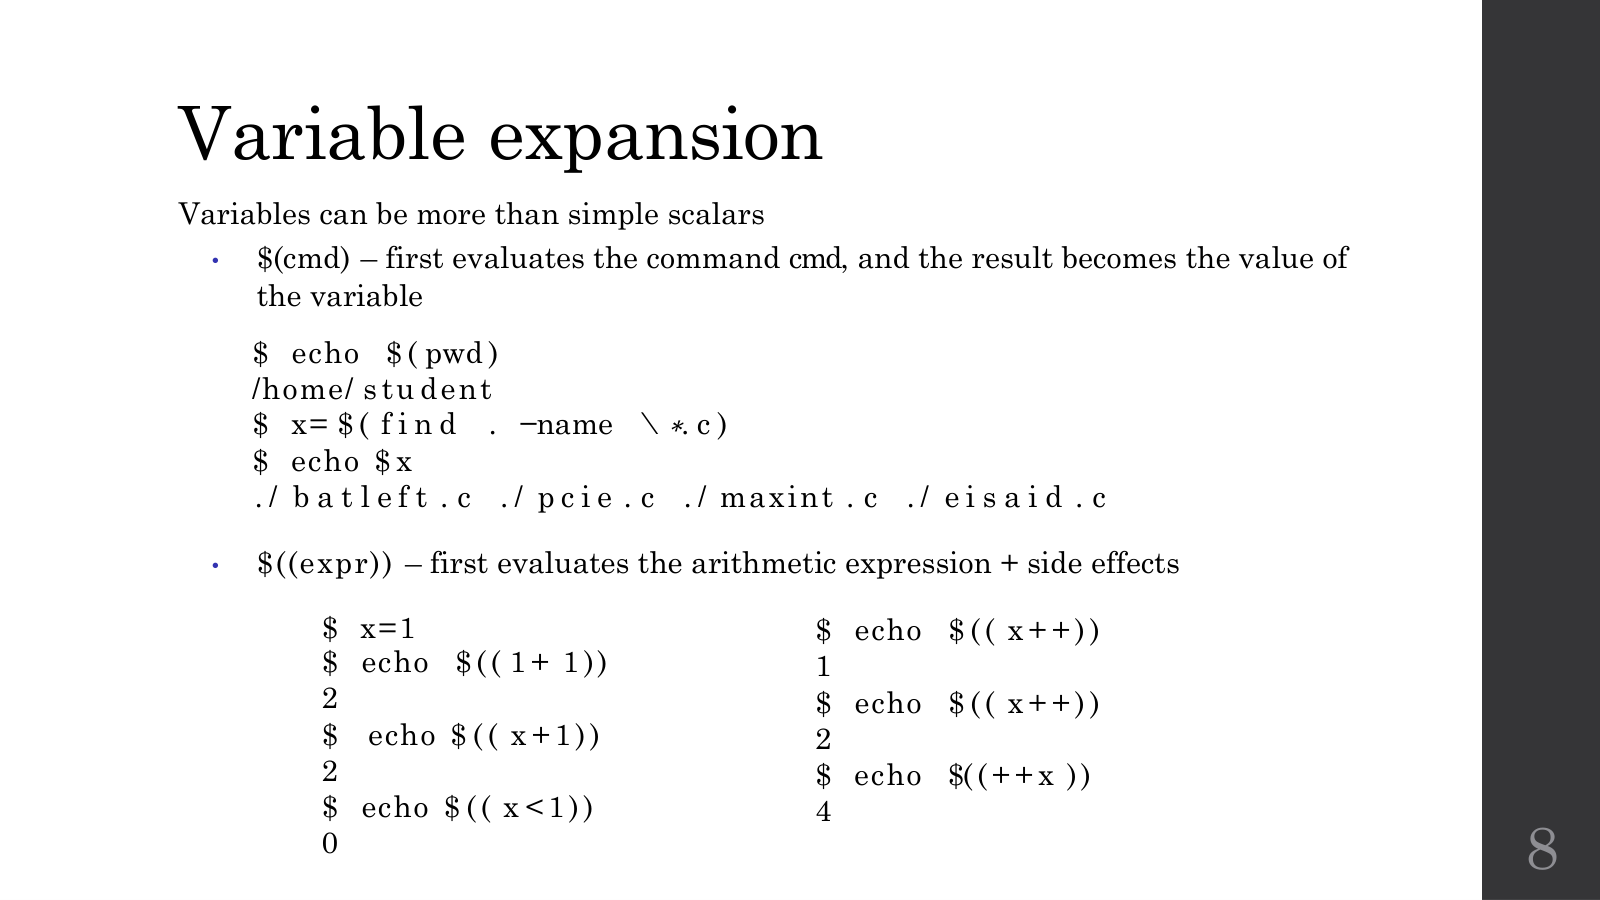 Variable expansion
Variables can be more than simple scalars
• $(cmd) – first evaluates the command cmd, and the result becomes the value of
the variable
$ echo $(pwd)
/home/student
$ x=$(find . −name \*.c)
$ echo $x
./batleft.c ./pcie.c ./maxint.c ./eisaid.c
• $((expr)) – first evaluates the arithmetic expression + side effects
$ x=1
$ echo $((1+1))
2
$ echo $((x+1))
2
$ echo $((x<1))
0
$ echo $((x++))
1
$ echo $((x++))
2
$ echo $((++x))
4
8